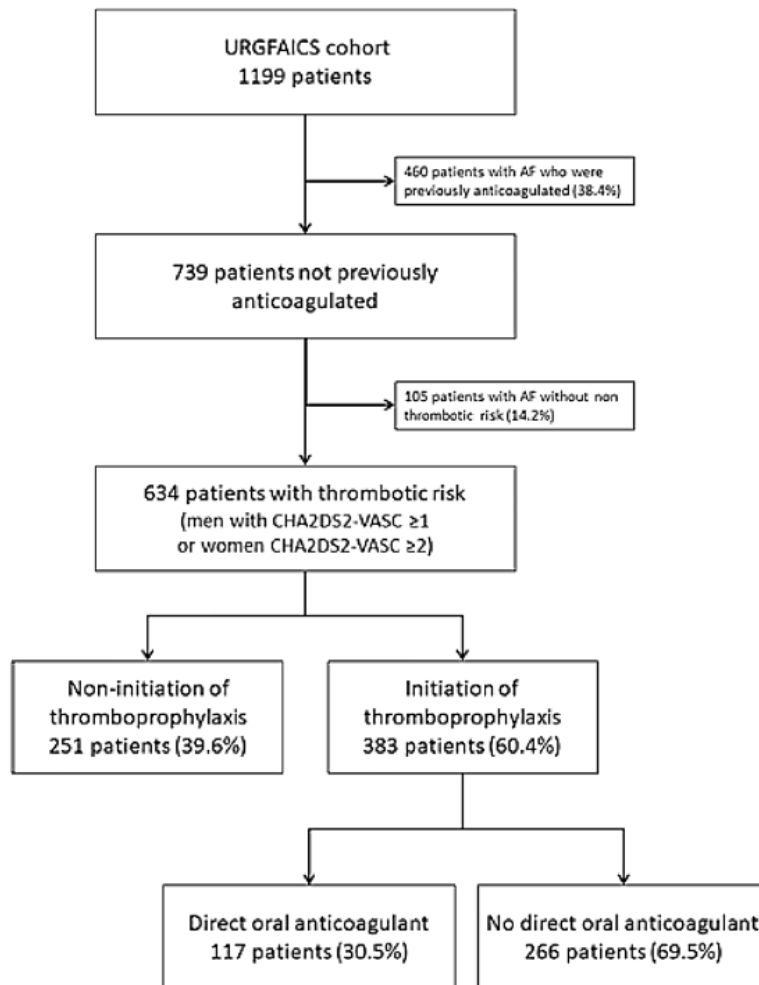 URGFAICS cohort
1199 patients
460 patients with AF who were
previously anticoagulated (38.4%)
739 patients not previously
anticoagulated
105 patients with AF without non
thrombotic risk (14.2%)
634 patients with thrombotic risk
(men with CHA2DS2-VASC ≥1
or women CHA2DS2-VASC ≥2)
Non-initiation of
thromboprophylaxis
251 patients (39.6%)
Initiation of
thromboprophylaxis
383 patients (60.4%)
Direct oral anticoagulant
117 patients (30.5%)
No direct oral anticoagulant
266 patients (69.5%)